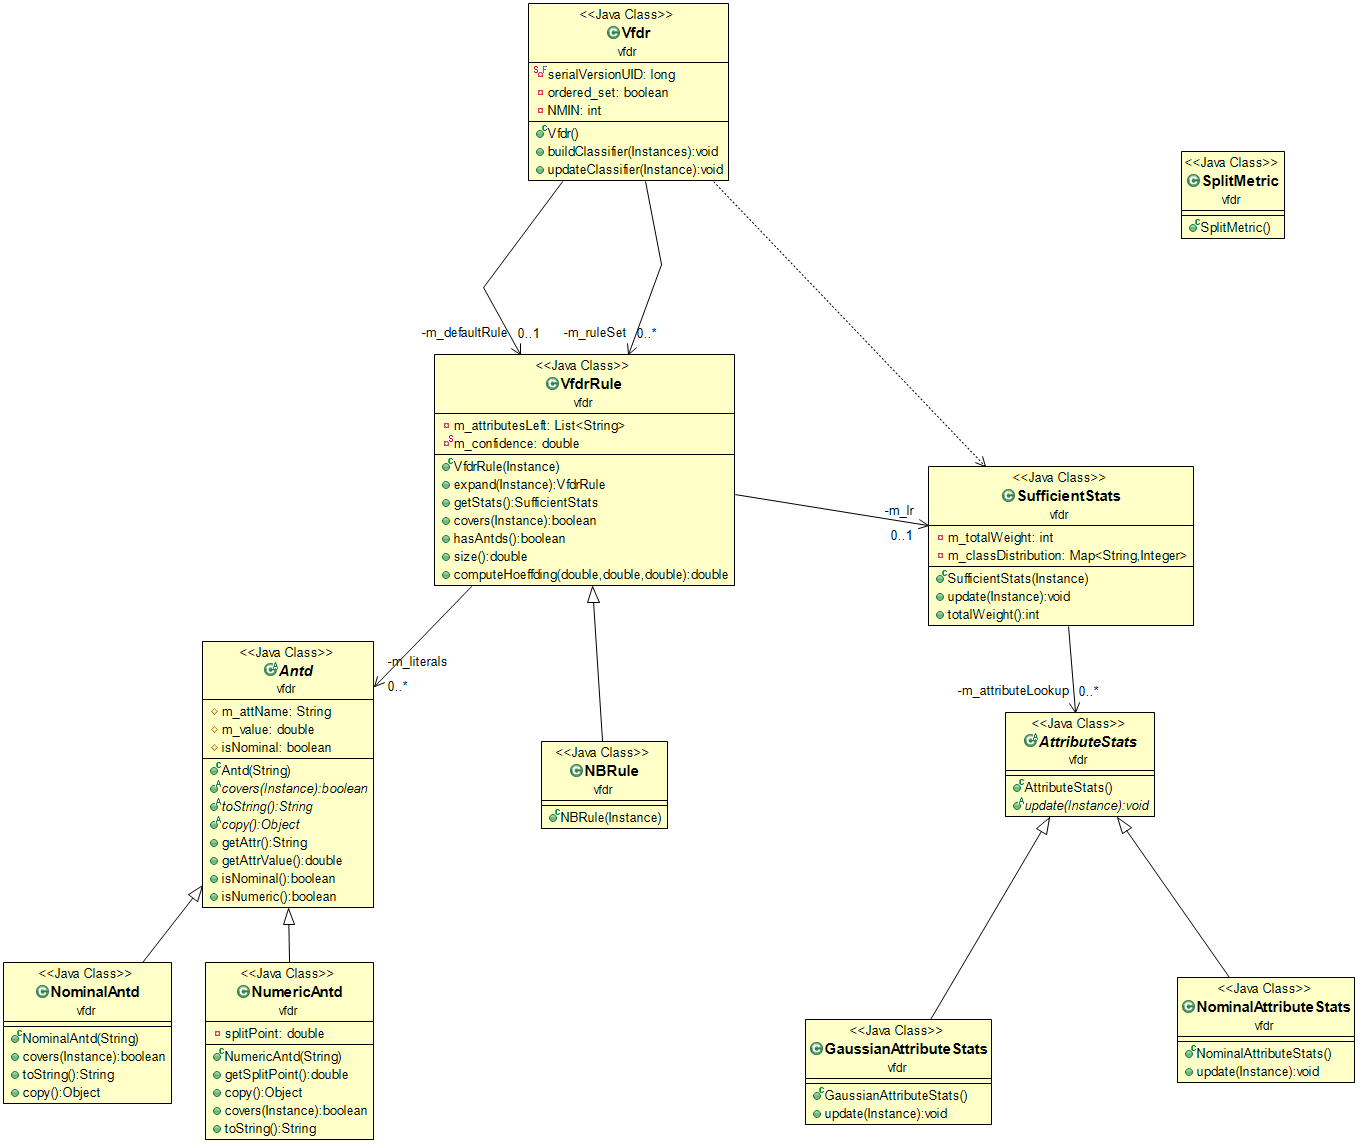 <<Java Class>>
Vfdr
vfdr
serialVersionUID: long
ordered_set: boolean
NMIN: int
Vfdr()
buildClassifier(Instances):void
updateClassifier(Instance):void
<<Java Class>>
SplitMetric
vfdr
SplitMetric()
-m_defaultRule 0..1
-m_ruleSet 0..*
<<Java Class>>
VfdrRule
vfdr
m_attributesLeft: List<String>
m_confidence: double
VfdrRule(Instance)
expand(Instance):VfdrRule
getStats():SufficientStats
covers(Instance):boolean
hasAntds():boolean
size():double
computeHoeffding(double,double,double):double
-m_lr
0..1
<<Java Class>>
SufficientStats
vfdr
m_totalWeight: int
m_classDistribution: Map<String,Integer>
SufficientStats(Instance)
update(Instance):void
totalWeight():int
-m_literals
0..*
<<Java Class>>
Antd
vfdr
m_attName: String
m_value: double
isNominal: boolean
Antd(String)
covers(Instance):boolean
toString():String
copy():Object
getAttr():String
getAttrValue():double
isNominal():boolean
isNumeric():boolean
<<Java Class>>
NBRule
vfdr
NBRule(Instance)
-m_attributeLookup 0..*
<<Java Class>>
AttributeStats
vfdr
AttributeStats()
update(Instance):void
<<Java Class>>
NominalAntd
vfdr
NominalAntd(String)
covers(Instance):boolean
toString():String
copy():Object
<<Java Class>>
NumericAntd
vfdr
splitPoint: double
NumericAntd(String)
getSplitPoint():double
copy():Object
covers(Instance):boolean
toString():String
<<Java Class>>
GaussianAttributeStats
vfdr
GaussianAttributeStats()
update(Instance):void
<<Java Class>>
NominalAttributeStats
vfdr
NominalAttributeStats()
update(Instance):void